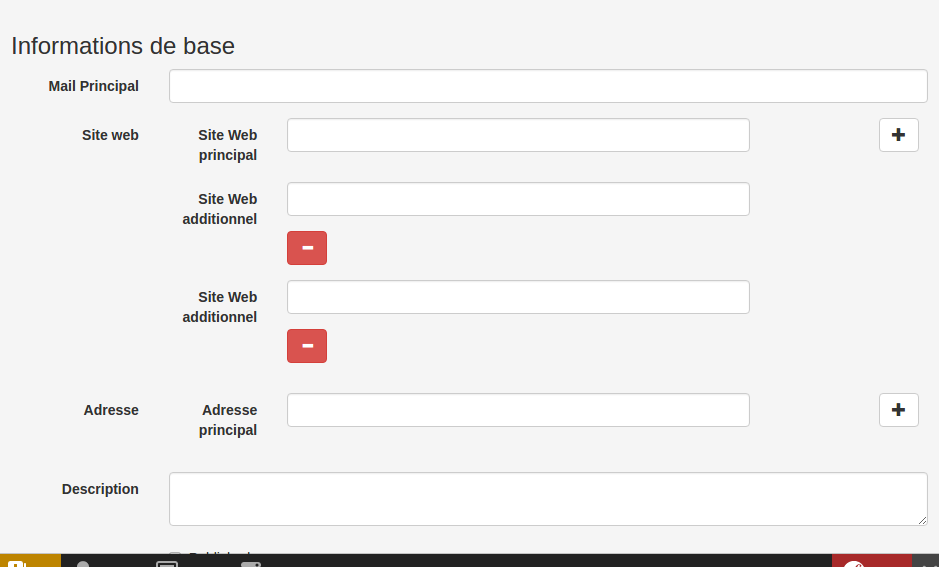 Informations de base
Mail Principal
Site web
Site Web
principal
Site Web
additionnel
Site Web
additionnel
Adresse
Adresse
principal
Description